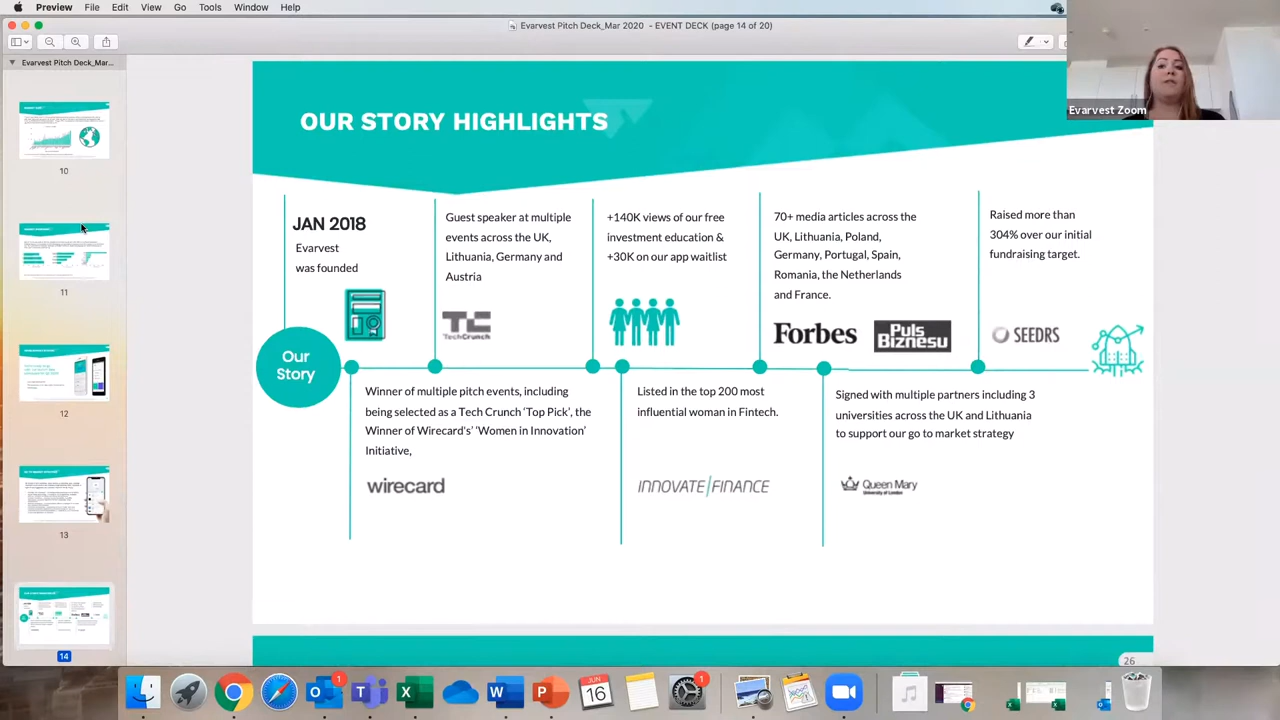 Preview File Edit View Go Tools Window Help
Evarvest Pitch Deck_Mar 2020 - EVENT DECK (page 14 of 20)
Evarvest Pitch Deck_Mar...
10
11
12
13
14
Evarvest Zoom
OUR STORY HIGHLIGHTS
JAN 2018
Evarvest
was founded
Guest speaker at multiple
events across the UK,
Lithuania, Germany and
Austria
TC
TechCrunch
+140K views of our free
investment education &
+30K on our app waitlist
70+ media articles across the
UK, Lithuania, Poland,
Germany, Portugal, Spain,
Romania, the Netherlands
and France.
Forbes
Puls
Biznesu
Raised more than
304% over our initial
fundraising target.
SEEDRS
Our
Story
Winner of multiple pitch events, including
being selected as a Tech Crunch ‘Top Pick’, the
Winner of Wirecard's' ‘Women in Innovation’
Initiative,
wirecard
Listed in the top 200 most
influential woman in Fintech.
INNOVATE/FINANCE
Signed with multiple partners including 3
universities across the UK and Lithuania
to support our go to market strategy
Queen Mary
University of London
26
1
JUN
16
1